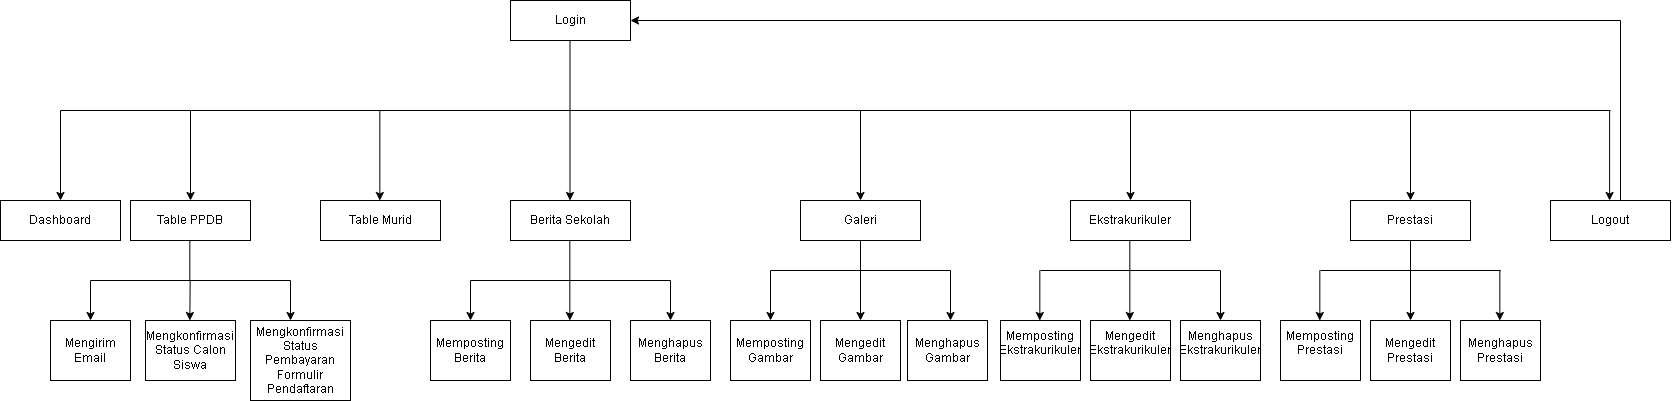 Login
Dashboard
Table PPDB
Table Murid
Berita Sekolah
Galeri
Ekstrakurikuler
Prestasi
Logout
Mengirim
Email
Mengkonfirmasi
Status Calon
Siswa
Mengkonfirmasi
Status
Pembayaran
Formulir
Pendaftaran
Memposting
Berita
Mengedit
Berita
Menghapus
Berita
Memposting
Gambar
Mengedit
Gambar
Menghapus
Gambar
Memposting
Ekstrakurikuler
Mengedit
Ekstrakurikuler
Menghapus
Ekstrakurikuler
Memposting
Prestasi
Mengedit
Prestasi
Menghapus
Prestasi